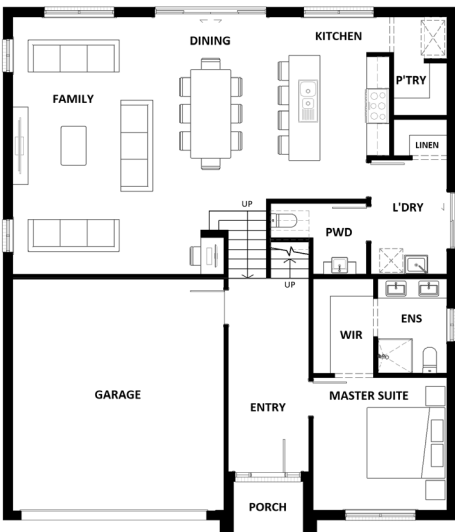 KITCHEN
DINING
P'TRY
FAMILY
LINEN
UP
L'DRY
PWD
UP
ENS
WIR
GARAGE
MASTER SUITE
ENTRY
PORCH